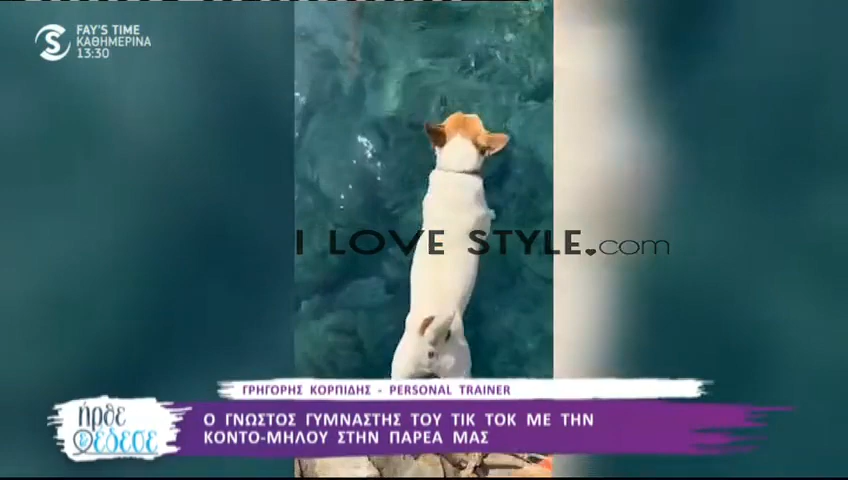 FAY'S TIME
ΚΑΘΗΜΕΡΙΝΑ
13:30
I LOVE STYLE.com
ΓΡΗΓΟΡΗΣ ΚΟΡΠΙΔΗΣ - PERSONAL TRAINER
ήρθε
& έδεσε
Ο ΓΝΩΣΤΟΣ ΓΥΜΝΑΣΤΗΣ ΤΟΥ ΤΙΚ ΤΟΚ ΜΕ ΤΗΝ
ΚΟΝΤΟ-ΜΗΛΟΥ ΣΤΗΝ ΠΑΡΕΑ ΜΑΣ